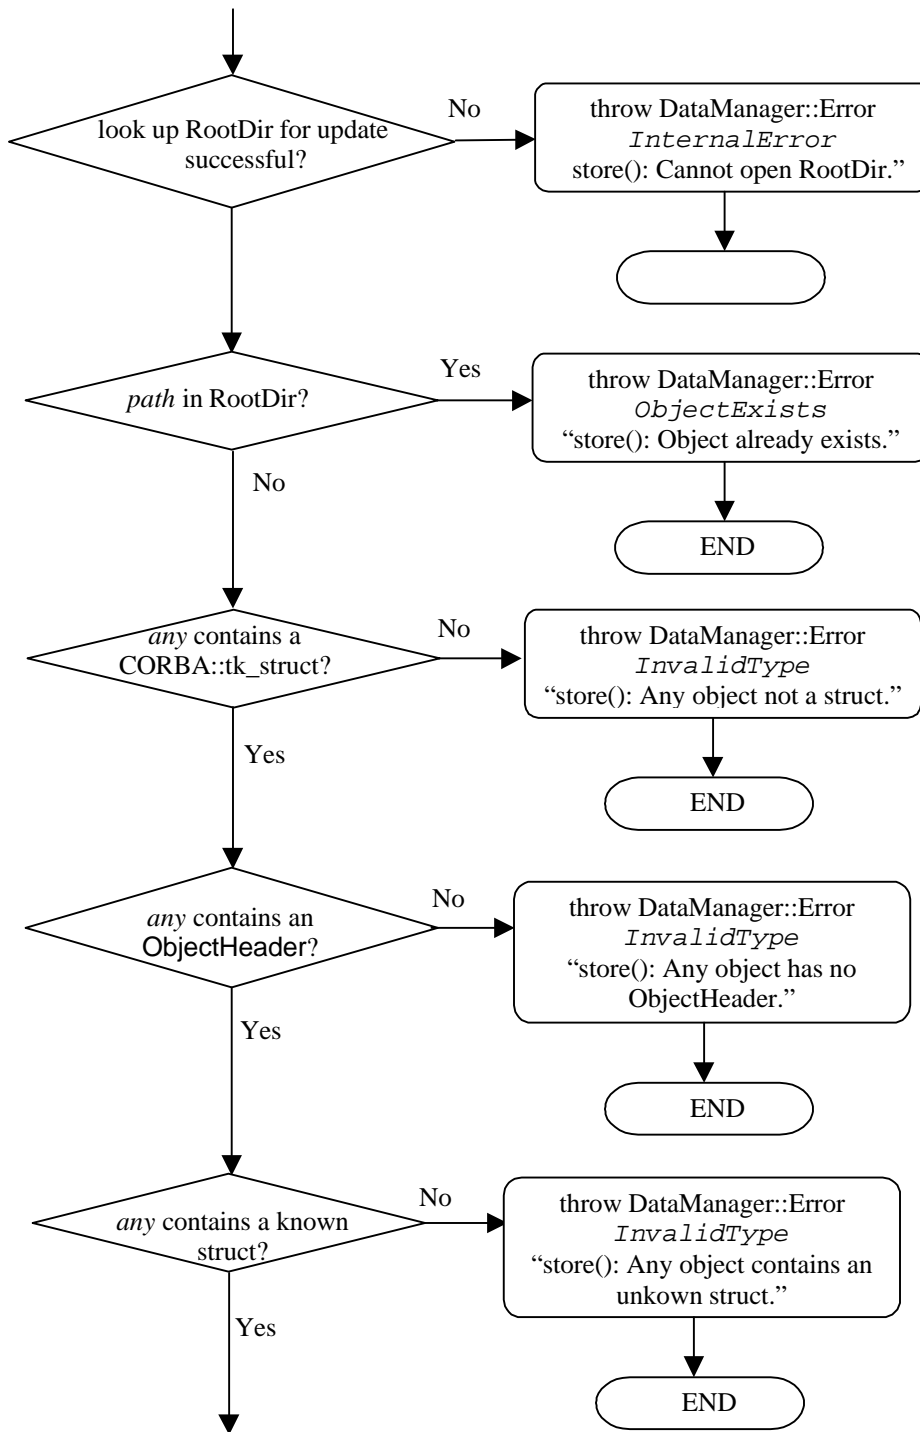 look up RootDir for update
successful?
No
throw DataManager::Error
InternalError
store(): Cannot open RootDir.”
path in RootDir?
Yes
throw DataManager::Error
ObjectExists
“store(): Object already exists.”
No
END
any contains a
CORBA::tk_struct?
No
throw DataManager::Error
InvalidType
“store(): Any object not a struct.”
Yes
END
any contains an
ObjectHeader?
No
throw DataManager::Error
InvalidType
“store(): Any object has no
ObjectHeader.”
Yes
END
any contains a known
struct?
No
throw DataManager::Error
InvalidType
“store(): Any object contains an
unkown struct.”
Yes
END